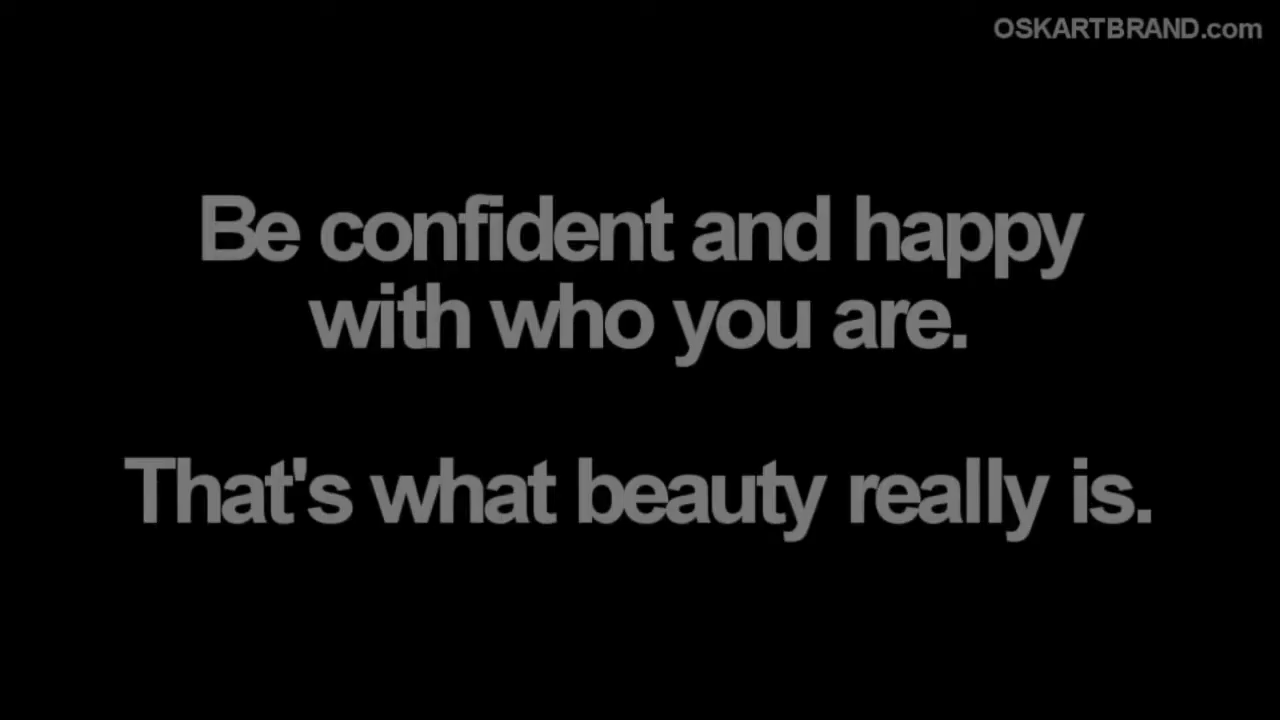 OSKARTBRAND.com
Be confident and happy
with who you are.
That's what beauty really is.